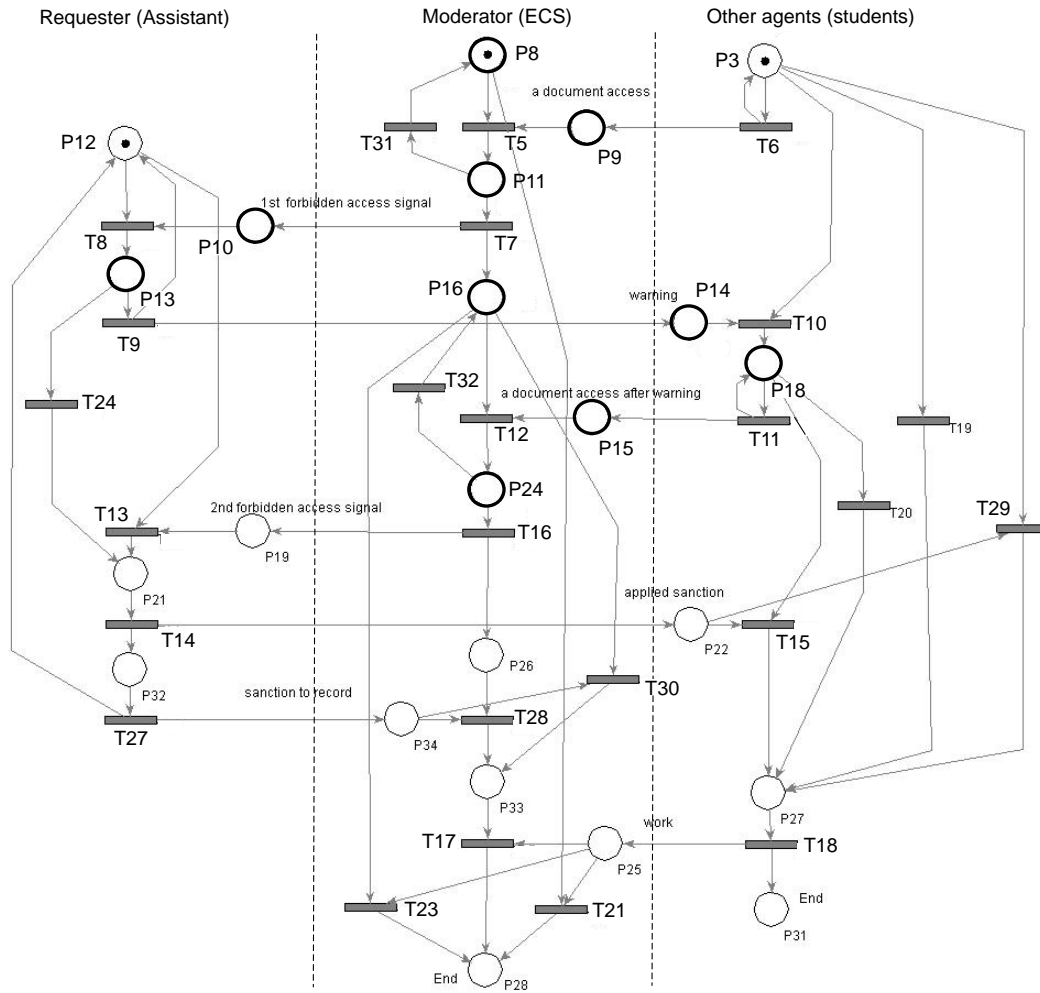 Requester (Assistant)
Moderator (ECS)
Other agents (students)
P8
P3
a document access
P12
T31
T5
P9
T6
P11
1st forbidden access signal
T8
P10
T7
P13
P16
P14
warning
T9
T10
T32
P18
T24
a document access after warning
T12
P15
T11
T19
P24
2nd forbidden access signal
T13
T16
T20
T29
P19
P21
applied sanction
T14
P22
T15
P26
P32
sanction to record
T30
T27
P34
T28
P33
P27
work
T17
P25
T18
T23
T21
End
P31
End
P28